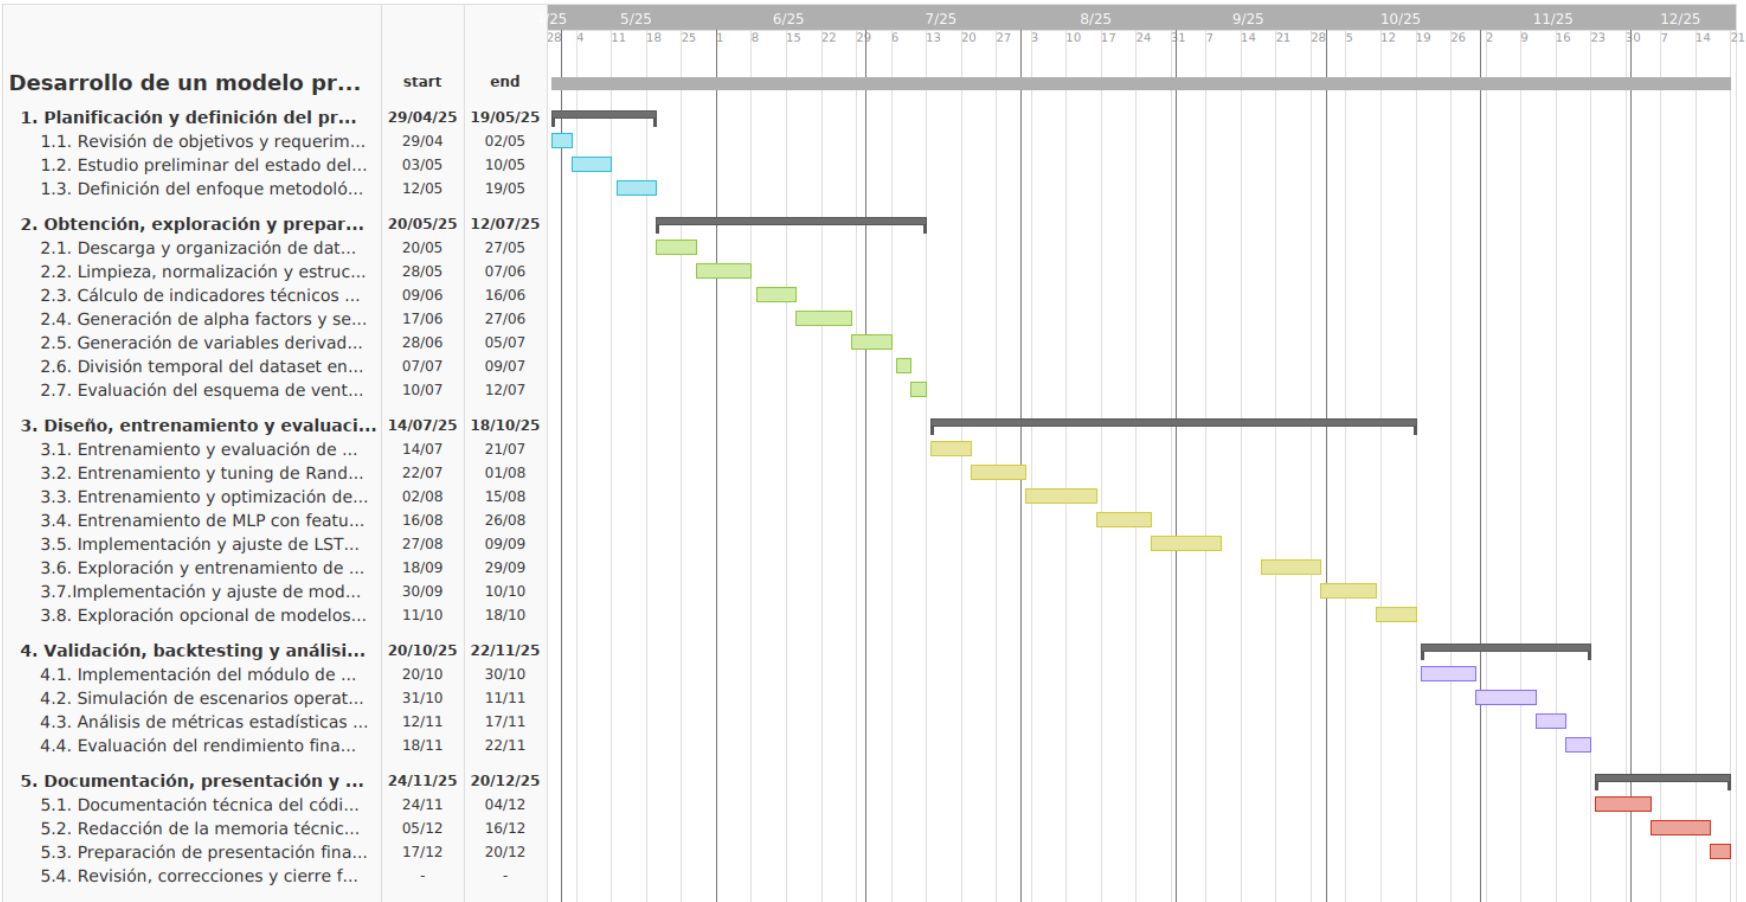 /25 5/25 6/25 7/25 8/25 9/25 10/25 11/25 12/25
28 4 11 18 25 1 8 15 22 29 6 13 20 27 3 10 17 24 31 7 14 21 28 5 12 19 26 2 9 16 23 30 7 14 21
Desarrollo de un modelo pr... start end
1. Planificación y definición del pr... 29/04/25 19/05/25
1.1. Revisión de objetivos y requerim... 29/04 02/05
1.2. Estudio preliminar del estado del... 03/05 10/05
1.3. Definición del enfoque metodoló... 12/05 19/05
2. Obtención, exploración y prepar... 20/05/25 12/07/25
2.1. Descarga y organización de dat... 20/05 27/05
2.2. Limpieza, normalización y estruc... 28/05 07/06
2.3. Cálculo de indicadores técnicos ... 09/06 16/06
2.4. Generación de alpha factors y se... 17/06 27/06
2.5. Generación de variables derivad... 28/06 05/07
2.6. División temporal del dataset en... 07/07 09/07
2.7. Evaluación del esquema de vent... 10/07 12/07
3. Diseño, entrenamiento y evaluaci... 14/07/25 18/10/25
3.1. Entrenamiento y evaluación de ... 14/07 21/07
3.2. Entrenamiento y tuning de Rand... 22/07 01/08
3.3. Entrenamiento y optimización de... 02/08 15/08
3.4. Entrenamiento de MLP con featu... 16/08 26/08
3.5. Implementación y ajuste de LST... 27/08 09/09
3.6. Exploración y entrenamiento de ... 18/09 29/09
3.7.Implementación y ajuste de mod... 30/09 10/10
3.8. Exploración opcional de modelos... 11/10 18/10
4. Validación, backtesting y análisi... 20/10/25 22/11/25
4.1. Implementación del módulo de ... 20/10 30/10
4.2. Simulación de escenarios operat... 31/10 11/11
4.3. Análisis de métricas estadísticas ... 12/11 17/11
4.4. Evaluación del rendimiento fina... 18/11 22/11
5. Documentación, presentación y ... 24/11/25 20/12/25
5.1. Documentación técnica del códi... 24/11 04/12
5.2. Redacción de la memoria técnic... 05/12 16/12
5.3. Preparación de presentación fina... 17/12 20/12
5.4. Revisión, correcciones y cierre f... - -